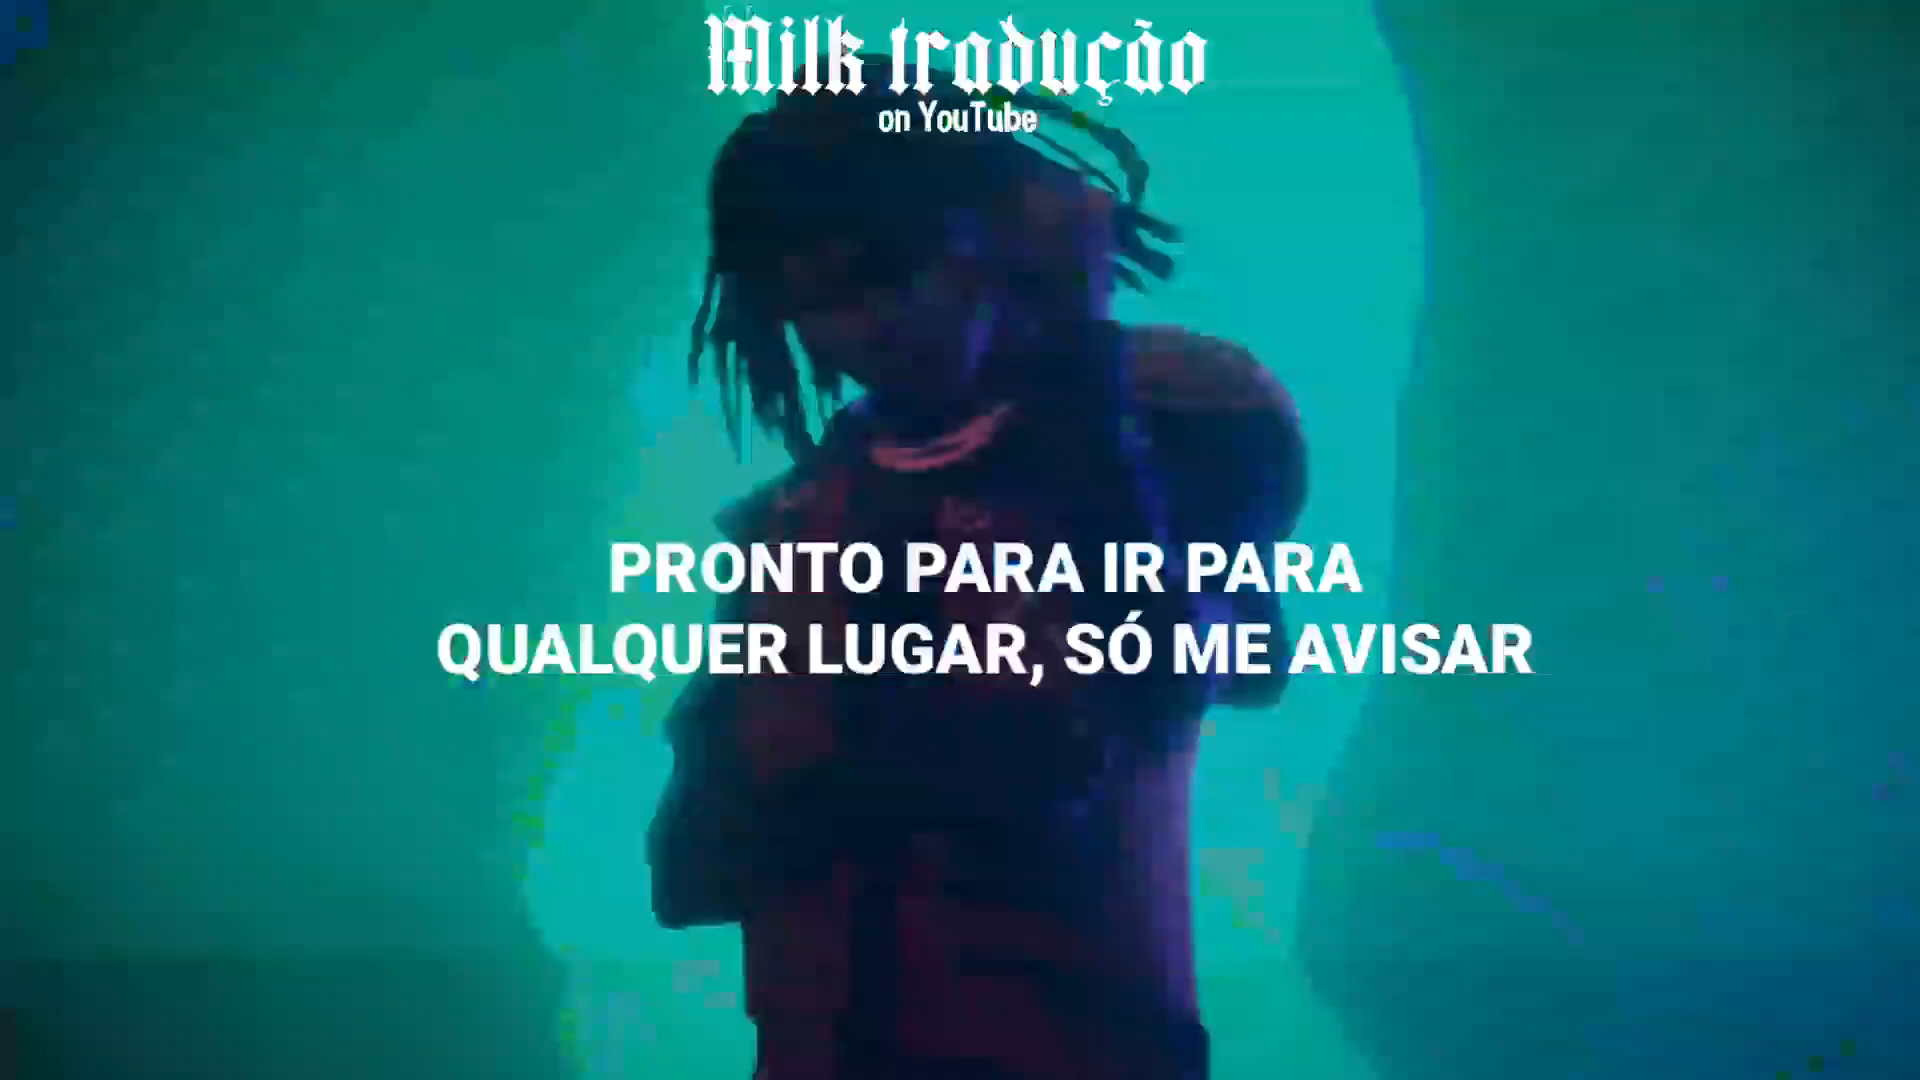 Milk tradução
on YouTube
PRONTO PARA IR PARA
QUALQUER LUGAR, SÓ ME AVISAR